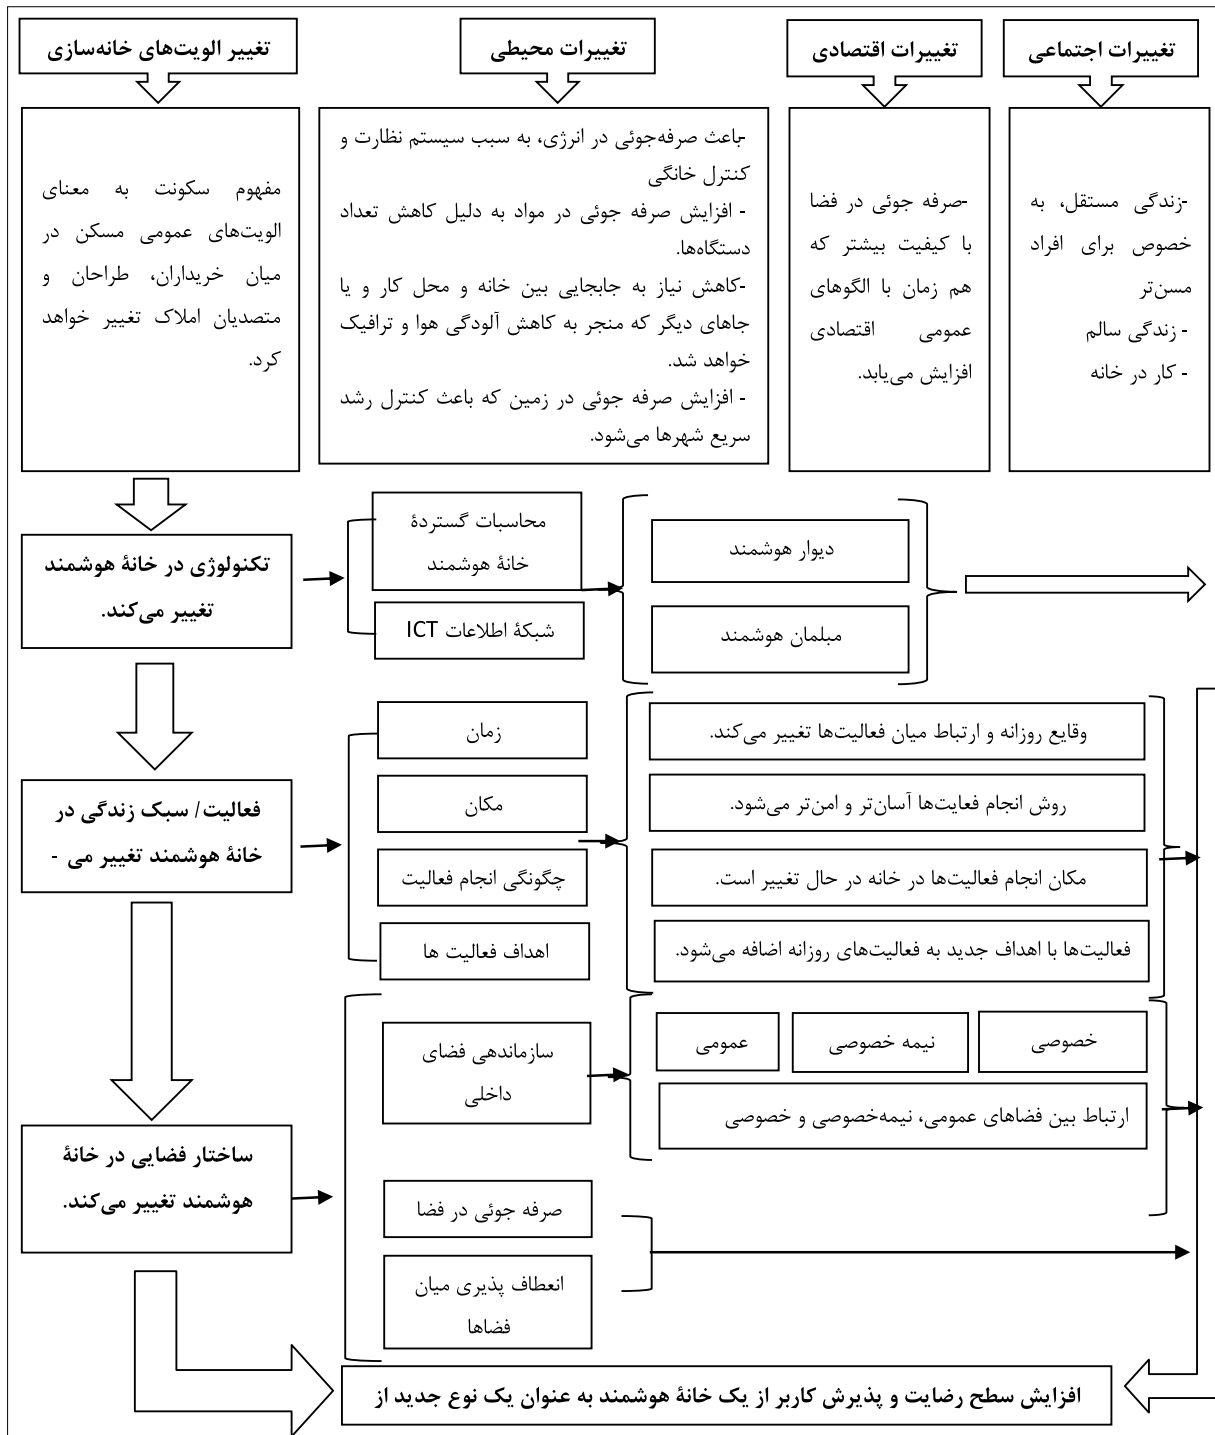 تغییرات اجتماعی
تغییرات اقتصادی
تغییرات محیطی
تغییر الویت‌های خانه‌سازی
-زندگی مستقل، به
خصوص برای افراد
مسن‌تر
- زندگی سالم
- کار در خانه
-صرفه جوئی در فضا
با کیفیت بیشتر که
هم زمان با الگوهای
عمومی اقتصادی
افزایش می‌یابد.
-باعث صرفه‌جوئی در انرژی، به سبب سیستم نظارت و
کنترل خانگی
- افزایش صرفه جوئی در مواد به دلیل کاهش تعداد
دستگاه‌ها.
-کاهش نیاز به جابجایی بین خانه و محل کار و یا
جاهای دیگر که منجر به کاهش آلودگی هوا و ترافیک
خواهد شد.
- افزایش صرفه جوئی در زمین که باعث کنترل رشد
سریع شهرها می‌شود.
مفهوم سکونت به معنای
الویت‌های عمومی مسکن در
میان خریداران، طراحان و
متصدیان املاک تغییر خواهد
کرد.
تکنولوژی در خانۀ هوشمند
تغییر می‌کند.
محاسبات گستردۀ
خانۀ هوشمند
شبکۀ اطلاعات ICT
دیوار هوشمند
مبلمان هوشمند
فعالیت/ سبک زندگی در
خانۀ هوشمند تغییر می -
زمان
مکان
چگونگی انجام فعالیت
اهداف فعالیت ها
وقایع روزانه و ارتباط میان فعالیت‌ها تغییر می‌کند.
روش انجام فعایت‌ها آسان‌تر و امن‌تر می‌شود.
مکان انجام فعالیت‌ها در خانه در حال تغییر است.
فعالیت‌ها با اهداف جدید به فعالیت‌های روزانه اضافه می‌شود.
ساختار فضایی در خانۀ
هوشمند تغییر می‌کند.
سازماندهی فضای
داخلی
خصوصی
نیمه خصوصی
عمومی
ارتباط بین فضاهای عمومی، نیمه‌خصوصی و خصوصی
صرفه جوئی در فضا
انعطاف پذیری میان
فضاها
افزایش سطح رضایت و پذیرش کاربر از یک خانۀ هوشمند به عنوان یک نوع جدید از